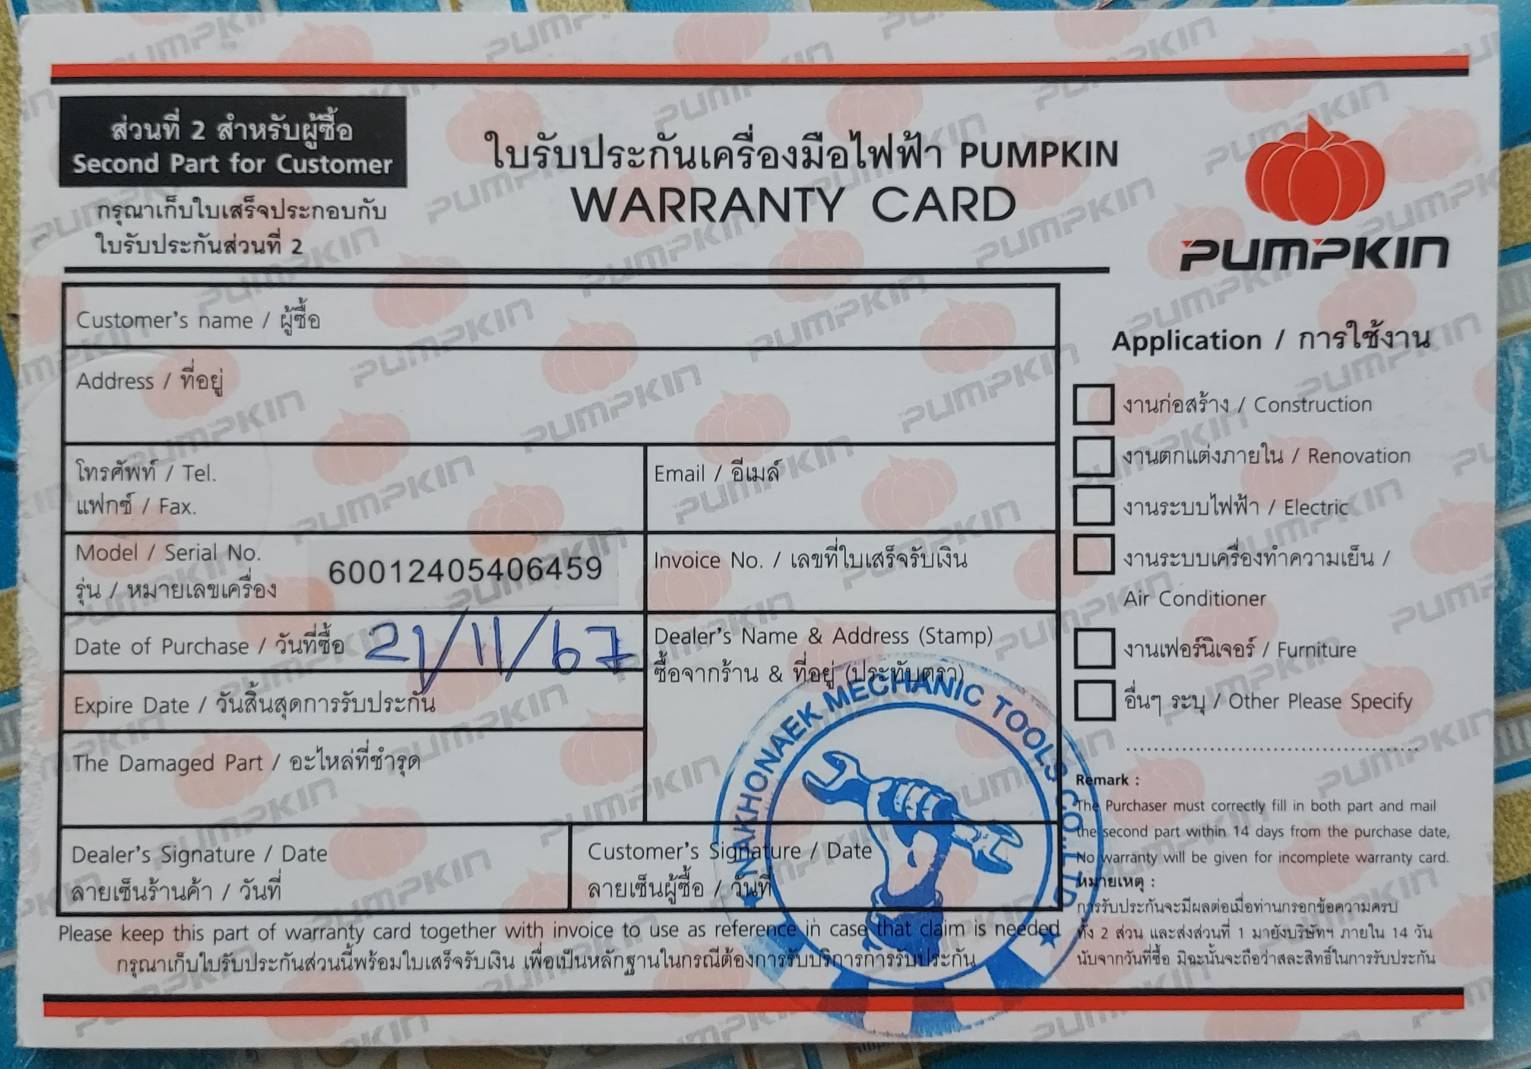 ส่วนที่ 2 สำหรับผู้ซื้อ
Second Part for Customer
กรุณาเก็บใบเสร็จประกอบกับ
ใบรับประกันส่วนที่ 2
ใบรับประกันเครื่องมือไฟฟ้า PUMPKIN
WARRANTY CARD
PUMPKIN
Customer's name / ผู้ซื้อ
Address / ที่อยู่
โทรศัพท์ / Tel.
แฟกซ์ / Fax.
Email / อีเมล์
Model / Serial No.
รุ่น / หมายเลขเครื่อง
60012405406459
Invoice No. / เลขที่ใบเสร็จรับเงิน
Date of Purchase / วันที่ซื้อ 21/11/67
Expire Date / วันสิ้นสุดการรับประกัน
The Damaged Part / อะไหล่ที่ชำรุด
Dealer's Name & Address (Stamp)
ซื้อจากร้าน & ที่อยู่ (ประทับตรา)
NAKHONAEK MECHANIC TOOLS CO.,LTD
Dealer's Signature / Date
ลายเซ็นร้านค้า / วันที่
Customer's Signature / Date
ลายเซ็นผู้ซื้อ / วันที่
Please keep this part of warranty card together with invoice to use as reference in case that claim is needed
กรุณาเก็บใบรับประกันส่วนนี้พร้อมใบเสร็จรับเงิน เพื่อเป็นหลักฐานในกรณีต้องการรับบริการการรับประกัน
Application / การใช้งาน
งานก่อสร้าง / Construction
งานตกแต่งภายใน / Renovation
งานระบบไฟฟ้า / Electric
งานระบบเครื่องทำความเย็น /
Air Conditioner
งานเฟอร์นิเจอร์ / Furniture
อื่นๆ ระบุ / Other Please Specify
Remark :
The Purchaser must correctly fill in both part and mail
the second part within 14 days from the purchase date,
No warranty will be given for incomplete warranty card.
หมายเหตุ :
การรับประกันจะมีผลต่อเมื่อท่านกรอกข้อความครบ
ทั้ง 2 ส่วน และส่งส่วนที่ 1 มายังบริษัทฯ ภายใน 14 วัน
นับจากวันที่ซื้อ มิฉะนั้นจะถือว่าสละสิทธิ์ในการรับประกัน